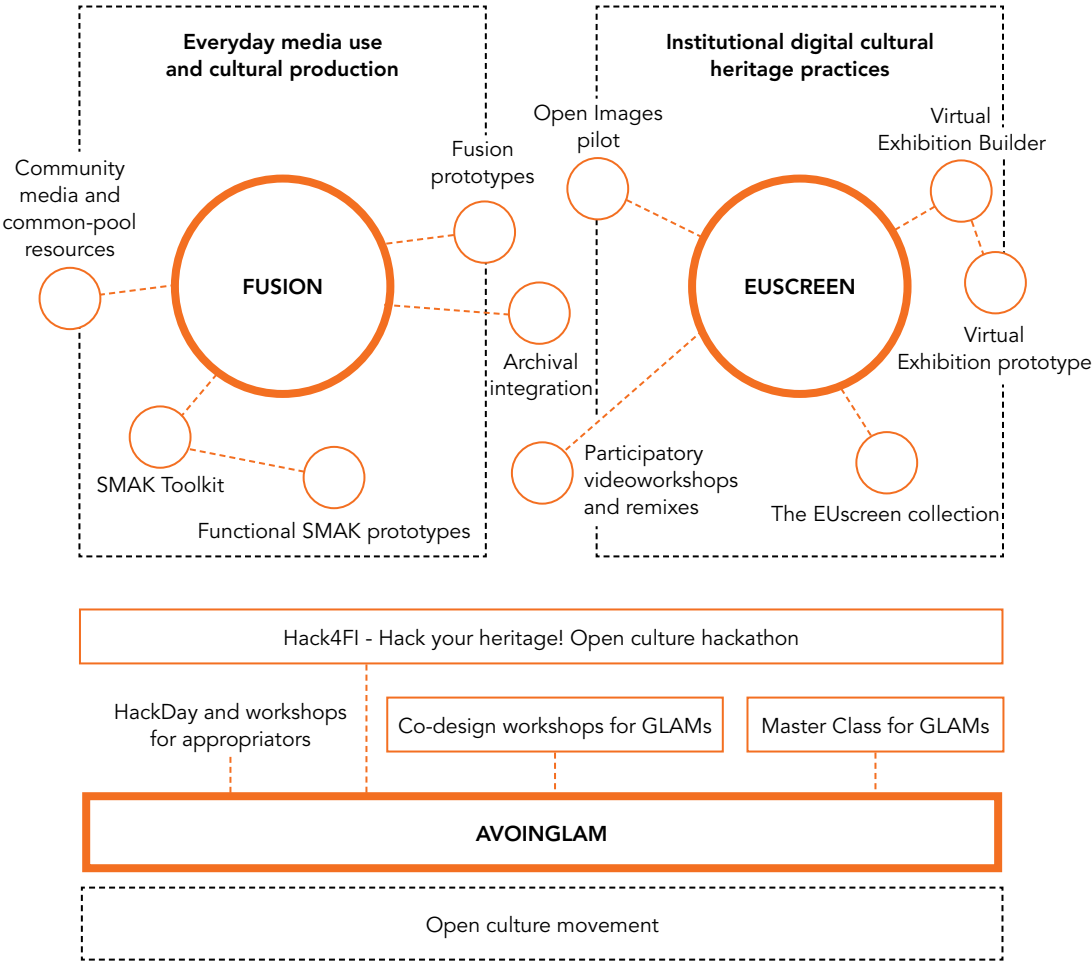 Everyday media use
and cultural production
Institutional digital cultural
heritage practices
Community
media and
common-pool
resources
Fusion
prototypes
FUSION
Archival
integration
SMAK Toolkit
Functional SMAK prototypes
Open Images
pilot
Virtual
Exhibition Builder
EUSCREEN
Virtual
Exhibition prototype
Participatory
videoworkshops
and remixes
The EUscreen collection
Hack4FI - Hack your heritage! Open culture hackathon
HackDay and workshops
for appropriators
Co-design workshops for GLAMs
Master Class for GLAMs
AVOINGLAM
Open culture movement